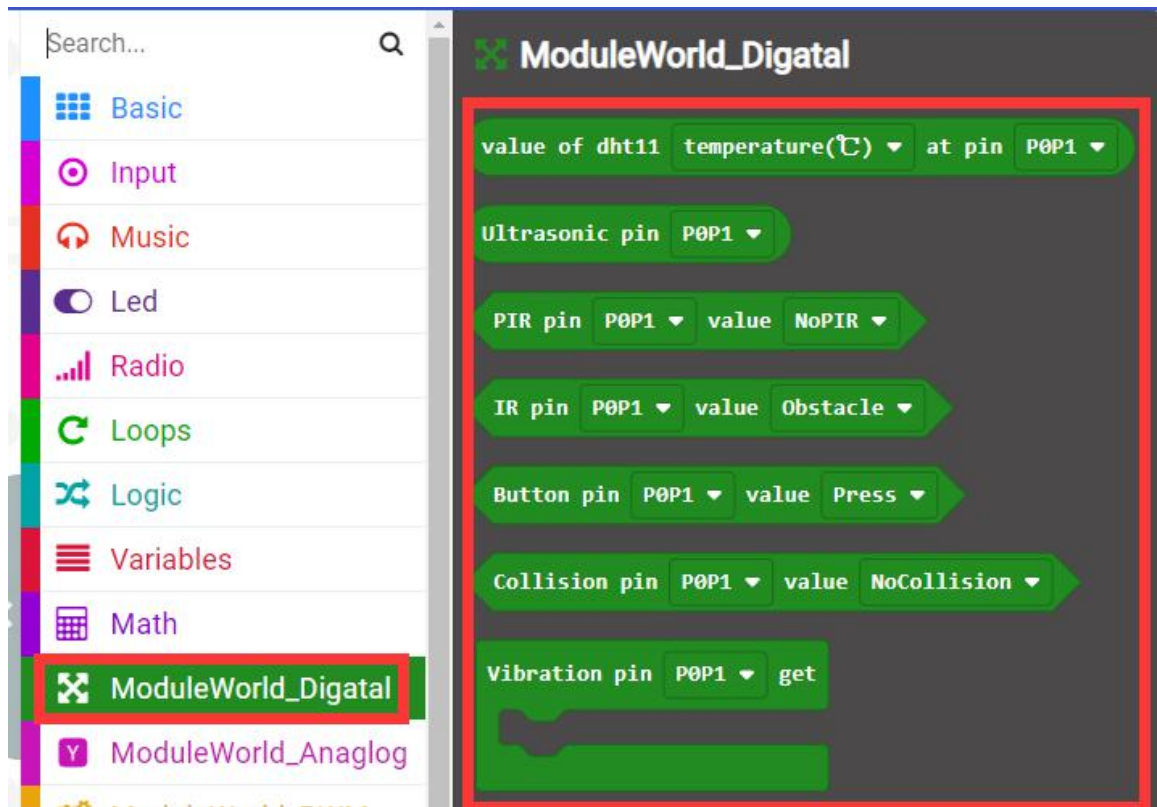 Search...
Basic
Input
Music
Led
Radio
Loops
Logic
Variables
Math
ModuleWorld_Digatal
Y ModuleWorld_Anaglog
ModuleWorld_Digatal
value of dht11 temperature(℃) at pin P0P1
Ultrasonic pin P0P1
PIR pin P0P1 value NoPIR
IR pin P0P1 value Obstacle
Button pin P0P1 value Press
Collision pin P0P1 value NoCollision
Vibration pin P0P1 get